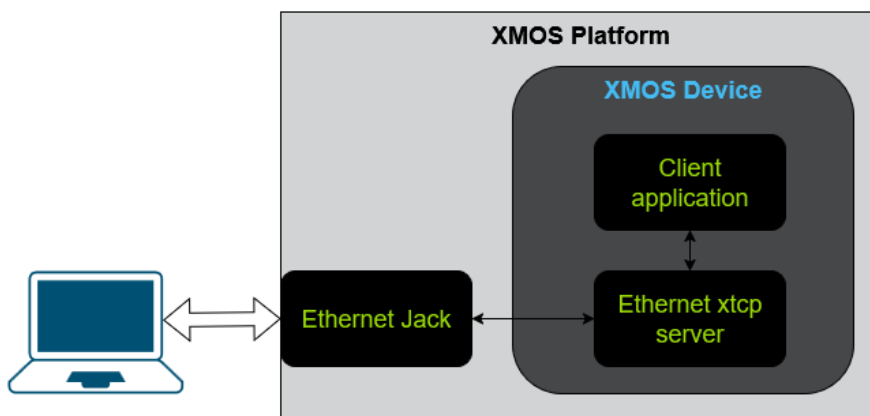 XMOS Platform
XMOS Device
Client
application
Ethernet Jack
Ethernet xtcp
server